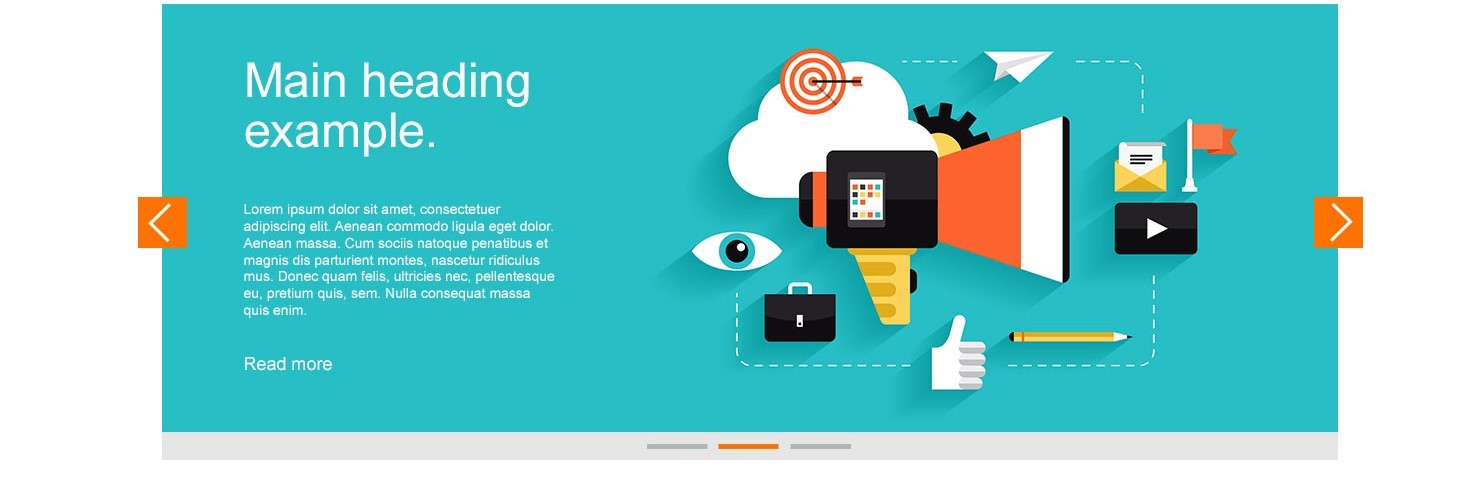 Main heading
example.
Lorem ipsum dolor sit amet, consectetuer
adipiscing elit. Aenean commodo ligula eget dolor.
Aenean massa. Cum sociis natoque penatibus et
magnis dis parturient montes, nascetur ridiculus
mus. Donec quam felis, ultricies nec, pellentesque
eu, pretium quis, sem. Nulla consequat massa
quis enim.
Read more